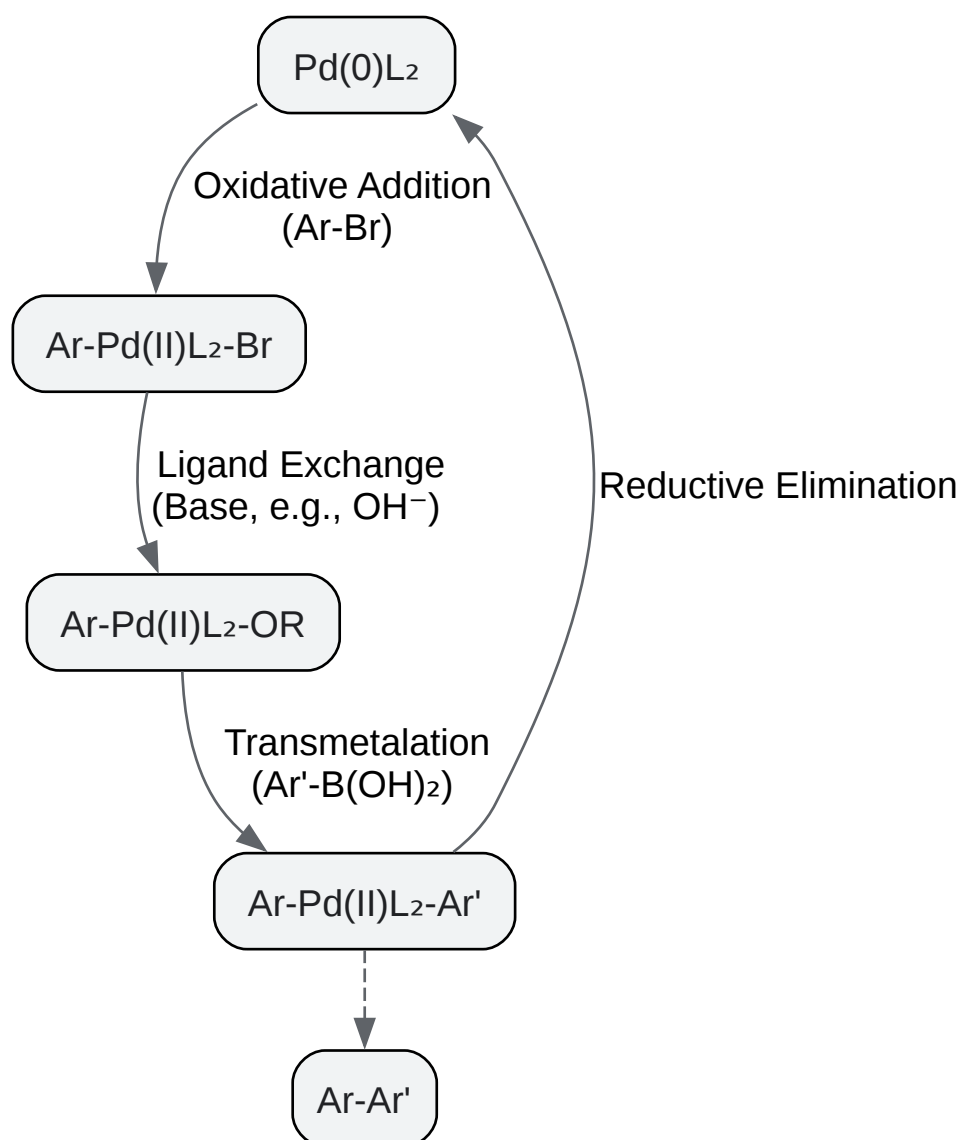 Pd(0)L₂
Oxidative Addition
(Ar-Br)
Ar-Pd(II)L₂-Br
Ligand Exchange
(Base, e.g., OH⁻)
Reductive Elimination
Ar-Pd(II)L₂-OR
Transmetalation
(Ar'-B(OH)₂)
Ar-Pd(II)L₂-Ar'
Ar-Ar'